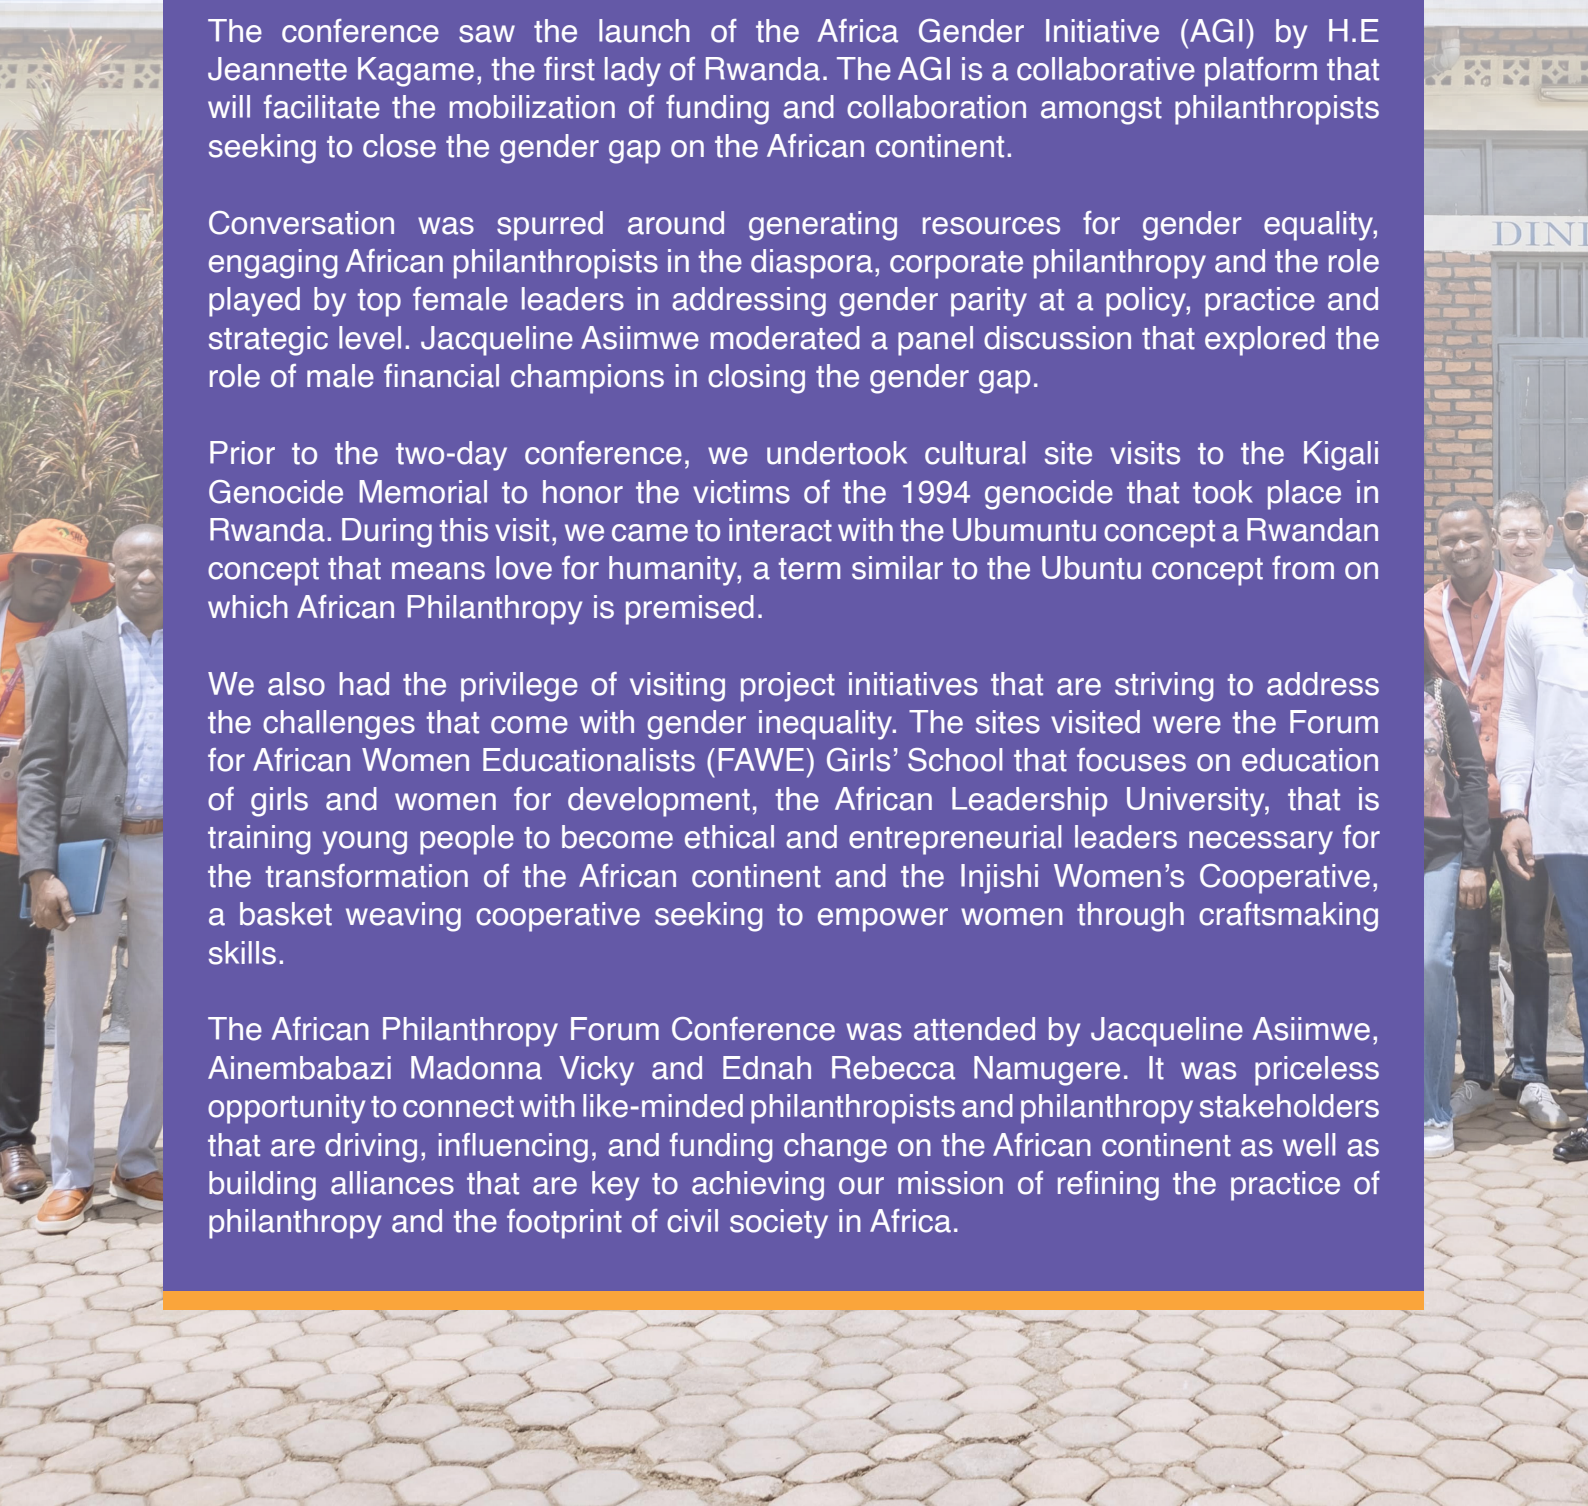 The conference saw the launch of the Africa Gender Initiative (AGI) by H.E
Jeannette Kagame, the first lady of Rwanda. The AGI is a collaborative platform that
will facilitate the mobilization of funding and collaboration amongst philanthropists
seeking to close the gender gap on the African continent.
Conversation was spurred around generating resources for gender equality,
engaging African philanthropists in the diaspora, corporate philanthropy and the role
played by top female leaders in addressing gender parity at a policy, practice and
strategic level. Jacqueline Asiimwe moderated a panel discussion that explored the
role of male financial champions in closing the gender gap.
Prior to the two-day conference, we undertook cultural site visits to the Kigali
Genocide Memorial to honor the victims of the 1994 genocide that took place in
Rwanda. During this visit, we came to interact with the Ubumuntu concept a Rwandan
concept that means love for humanity, a term similar to the Ubuntu concept from on
which African Philanthropy is premised.
We also had the privilege of visiting project initiatives that are striving to address
the challenges that come with gender inequality. The sites visited were the Forum
for African Women Educationalists (FAWE) Girls’ School that focuses on education
of girls and women for development, the African Leadership University, that is
training young people to become ethical and entrepreneurial leaders necessary for
the transformation of the African continent and the Injishi Women’s Cooperative,
a basket weaving cooperative seeking to empower women through craftsmaking
skills.
The African Philanthropy Forum Conference was attended by Jacqueline Asiimwe,
Ainembabazi Madonna Vicky and Ednah Rebecca Namugere. It was priceless
opportunity to connect with like-minded philanthropists and philanthropy stakeholders
that are driving, influencing, and funding change on the African continent as well as
building alliances that are key to achieving our mission of refining the practice of
philanthropy and the footprint of civil society in Africa.
DINI